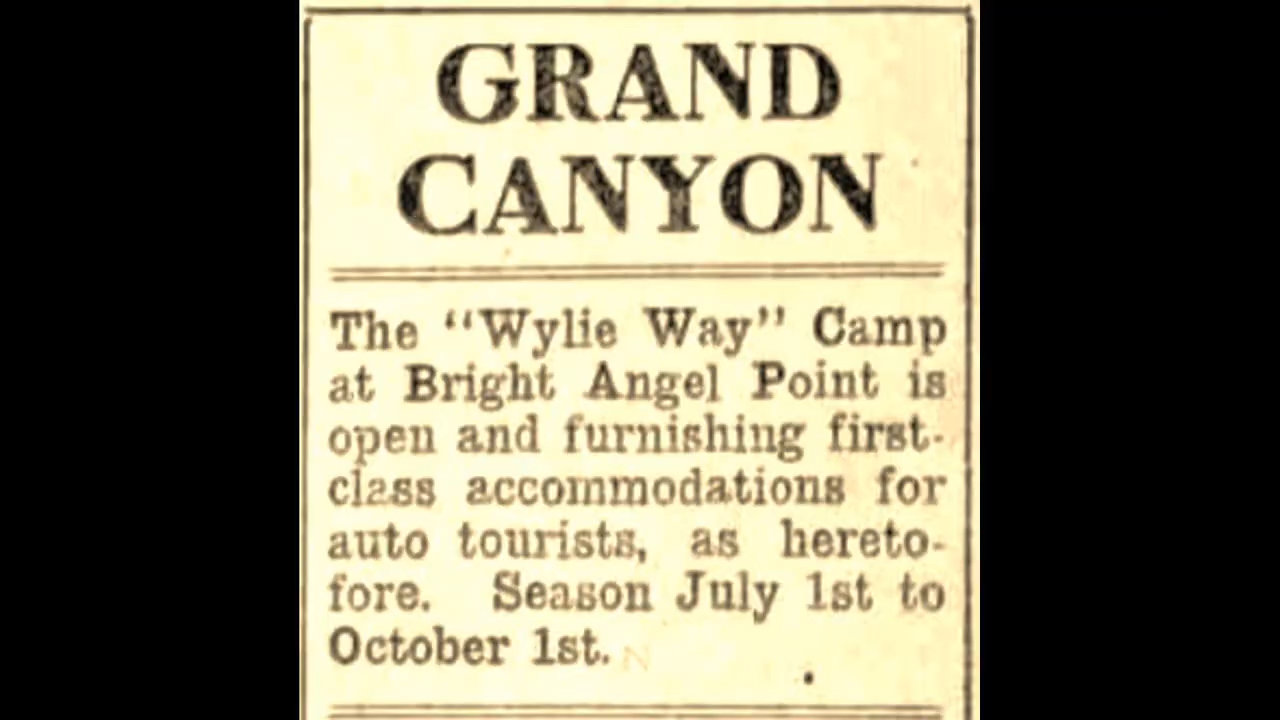 GRAND
CANYON
The "Wylie Way" Camp
at Bright Angel Point is
open and furnishing first-
class accommodations for
auto tourists, as hereto-
fore. Season July 1st to
October 1st.